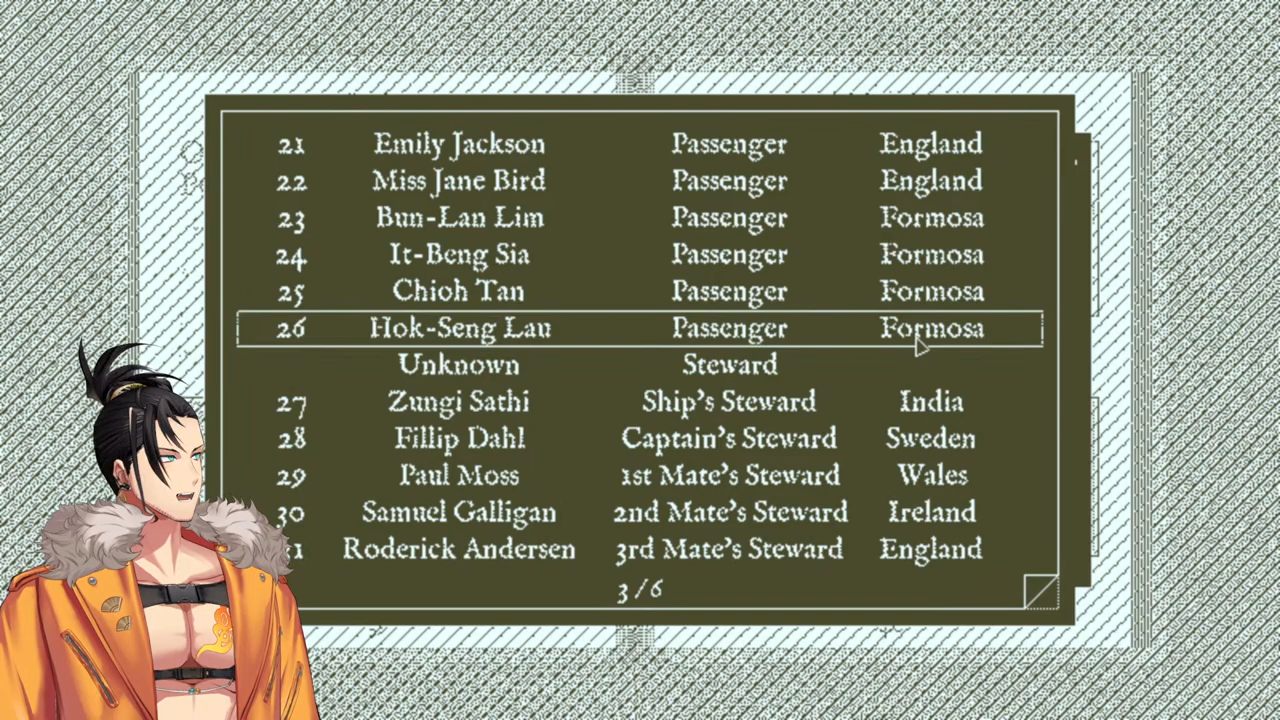 21 Emily Jackson Passenger England
22 Miss Jane Bird Passenger England
23 Bun-Lan Lim Passenger Formosa
24 It-Beng Sia Passenger Formosa
25 Chioh Tan Passenger Formosa
26 Hok-Seng Lau Passenger Formosa
Unknown Steward
27 Zungi Sathi Ship's Steward India
28 Fillip Dahl Captain's Steward Sweden
29 Paul Moss 1st Mate's Steward Wales
30 Samuel Galligan 2nd Mate's Steward Ireland
Roderick Andersen 3rd Mate's Steward England
3/6